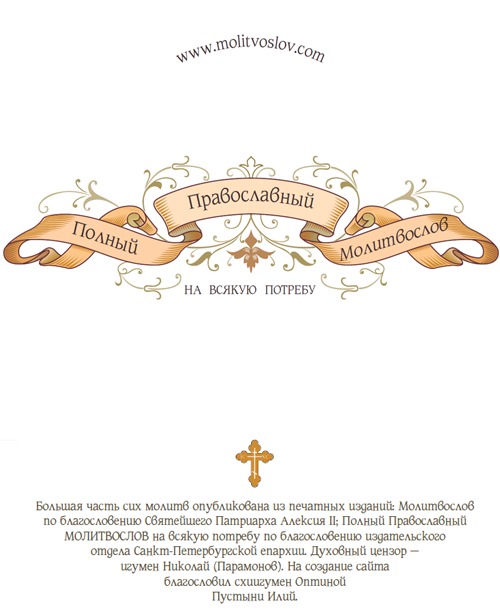 www.molitvoslov.com
Полный Православный Молитвослов
НА ВСЯКУЮ ПОТРЕБУ
Большая часть сих молитв опубликована из печатных изданий: Молитвослов
по благословению Святейшего Патриарха Алексия II; Полный Православный
МОЛИТВОСЛОВ на всякую потребу по благословению издательского
отдела Санкт-Петербургской епархии. Духовный цензор —
игумен Николай (Парамонов). На создание сайта
благословил схиигумен Оптиной
Пустыни Илий.